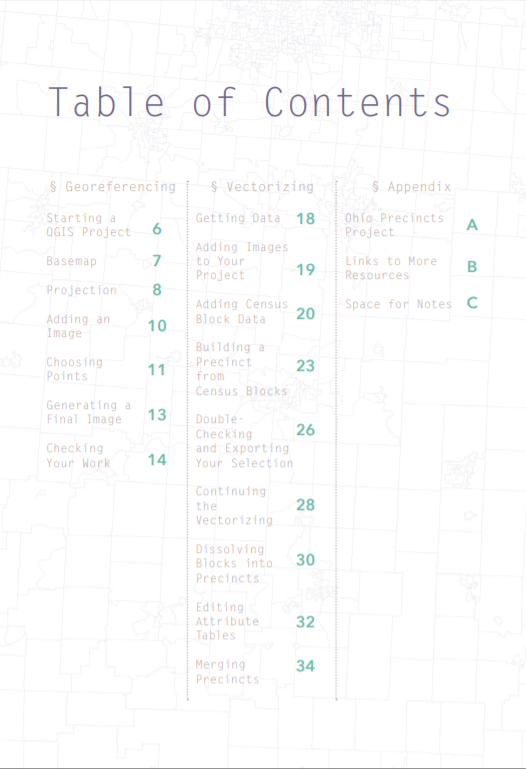 Table of Contents
§ Georeferencing
Starting a
QGIS Project 6
Basemap 7
Projection 8
Adding an
Image 10
Choosing
Points 11
Generating a
Final Image 13
Checking
Your Work 14
§ Vectorizing
Getting Data 18
Adding Images
to Your
Project 19
Adding Census
Block Data 20
Building a
Precinct 23
from
Census Blocks
Double-
Checking 26
and Exporting
Your Selection
Continuing
the 28
Vectorizing
Dissolving
Blocks into 30
Precincts
Editing
Attribute 32
Tables
Merging
Precincts 34
§ Appendix
Ohio Precincts
Project A
Links to More
Resources B
Space for Notes C